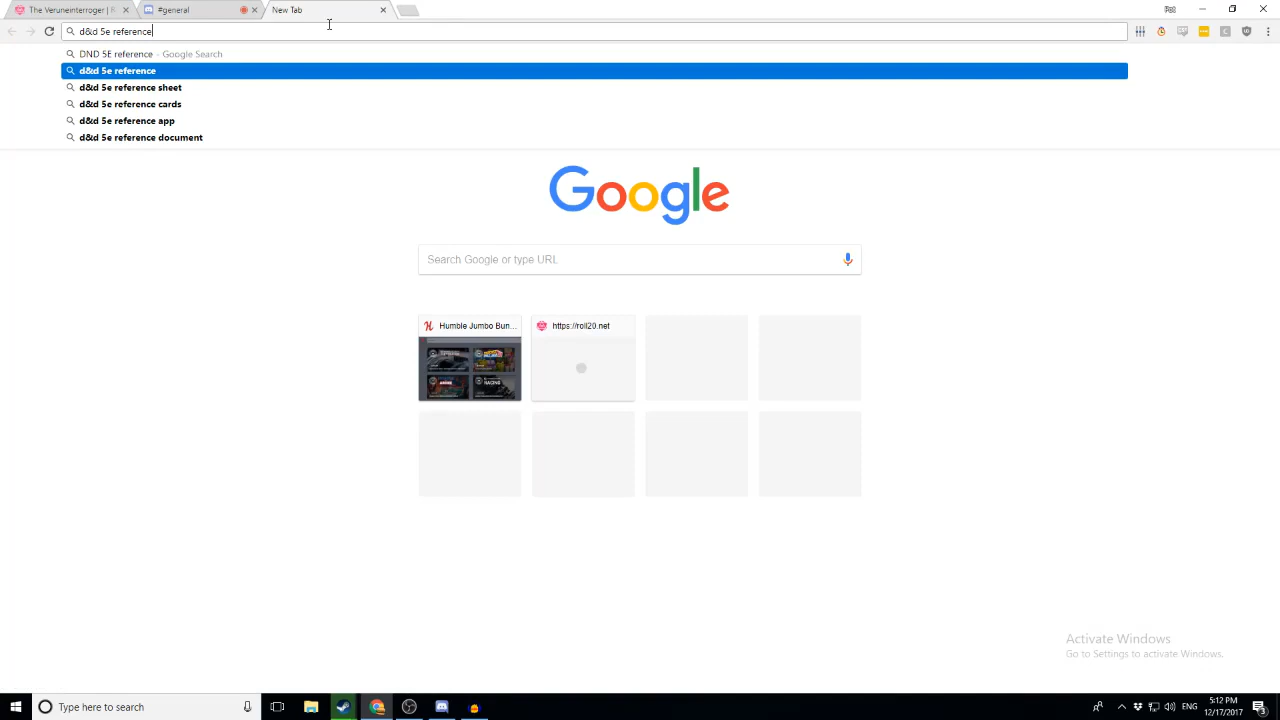 The Veruneinterroger | R
#general
New Tab
d&d 5e reference
DND 5E reference - Google Search
d&d 5e reference
d&d 5e reference sheet
d&d 5e reference cards
d&d 5e reference app
d&d 5e reference document
Google
Search Google or type URL
Humble Jumbo Bun...
https://roll20.net
Activate Windows
Go to Settings to activate Windows.
Type here to search
ENG
5:12 PM
12/17/2017
3